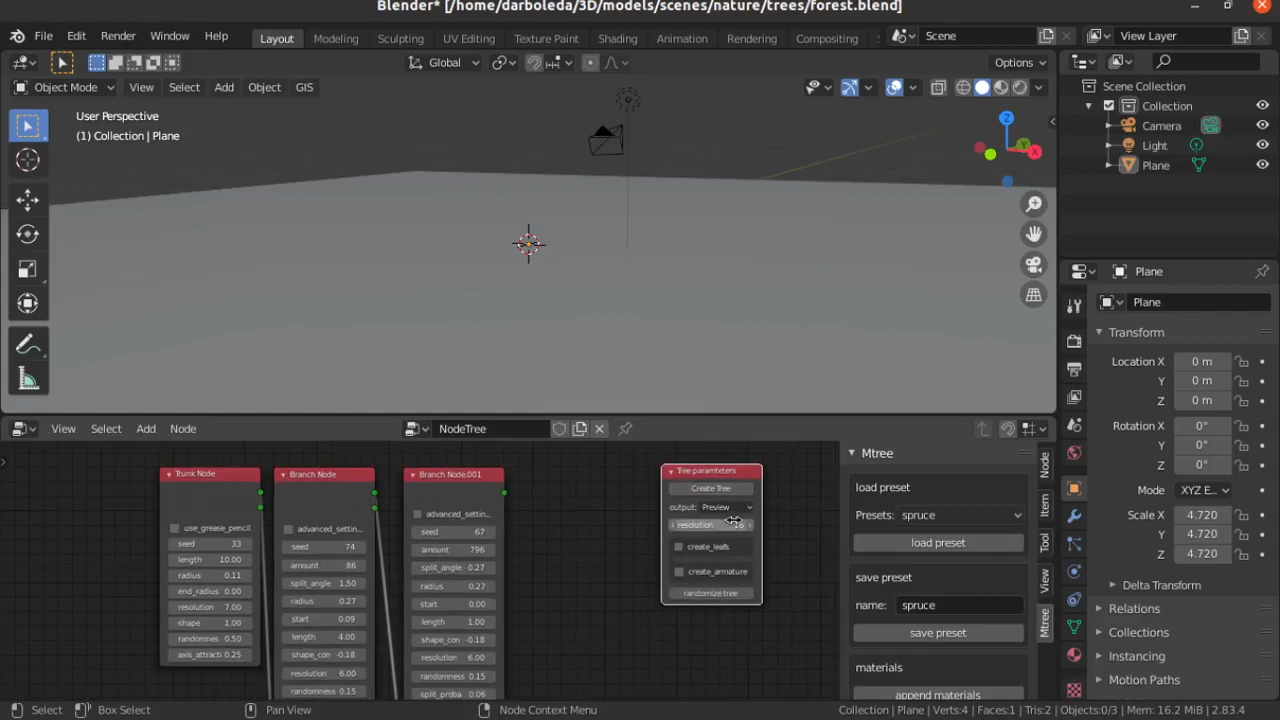 Blender* [/home/darboleda/3D/models/scenes/nature/trees/forest.blend]
File Edit Render Window Help Layout Modeling Sculpting UV Editing Texture Paint Shading Animation Rendering Compositing Scene View Layer
Global Options
Object Mode View Select Add Object GIS
User Perspective
(1) Collection | Plane
Z
Y
X
Scene Collection
Collection
Camera
Light
Plane
Plane
Plane
Transform
Location X 0 m
Y 0 m
Z 0 m
Rotation X 0°
Y 0°
Z 0°
Mode XYZ E...
Scale X 4.720
Y 4.720
Z 4.720
Delta Transform
Relations
Collections
Instancing
Motion Paths
View Select Add Node NodeTree
Trunk Node
use_grease_pencil
seed 33
length 10.00
radius 0.11
end_radius 0.00
resolution 7.00
shape 1.00
randomnes 0.50
axis_attracti 0.25
Branch Node
advanced_settin...
seed 74
amount 86
split_angle 1.50
radius 0.27
start 0.09
length 4.00
shape_con -0.18
resolution 6.00
randomness 0.15
Branch Node.001
advanced_settin...
seed 67
amount 796
split_angle 0.27
radius 0.27
start 0.00
length 1.00
shape_con -0.18
resolution 6.00
randomness 0.15
split_proba 0.06
Tree paramteters
Create Tree
output: Preview
resolution
create_leafs
create_armature
randomize tree
Mtree
load preset
Presets: spruce
load preset
save preset
name: spruce
save preset
materials
append materials
Node
Item
Tool
View
Mtree
Select Box Select Pan View Node Context Menu Collection | Plane | Verts:4 | Faces:1 | Tris:2 | Objects:0/3 | Mem: 16.2 MiB | 2.83.4